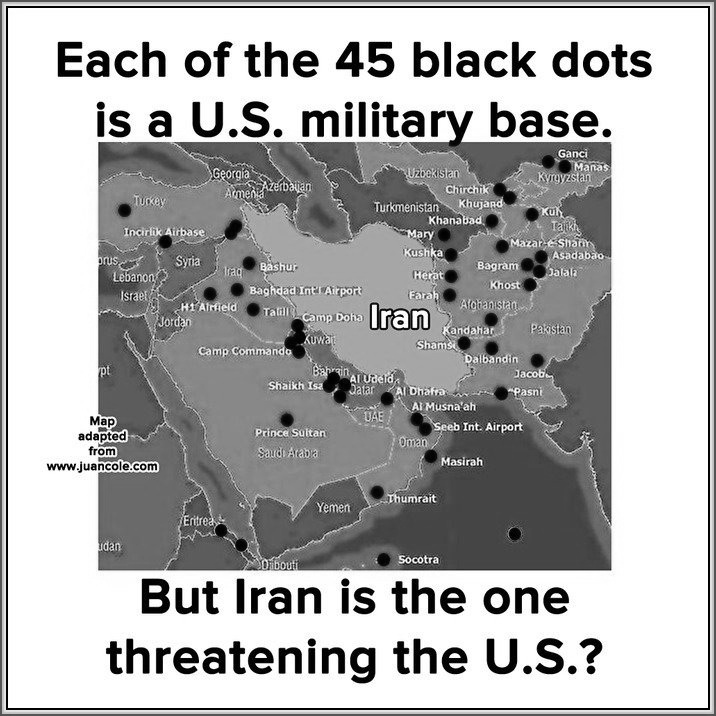 Each of the 45 black dots
is a U.S. military base.
Ganci
Manas
Georgia
Uzbekistan
Kyrgyzstan
Armenia
Azerbaijan
Chirchik
Turkey
Khujand
Turkmenistan
Khanabad
Incirlik Airbase
Mary
Mazar-e-Sharif
Kushka
Asadabad
Syria
Bashur
Bagram
Lebanon
Iraq
Herat
Khost
Israel
Baghdad Int'l Airport
Farah
H1 Airfield
Talill
Camp Doha
Iran
Afghanistan
Jordan
Kandahar
Pakistan
Kuwait
Shamsi
Camp Commando
Dalbandin
Bahrain
Jacob
Al Udeid
Shaikh Isa
Qatar
Al Dhafra
Pasni
Al Musna'ah
UAE
Map
adapted
from
www.juancole.com
Seeb Int. Airport
Prince Sultan
Oman
Saudi Arabia
Masirah
Thumrait
Yemen
Eritrea
udan
Socotra
Djibouti
But Iran is the one
threatening the U.S.?